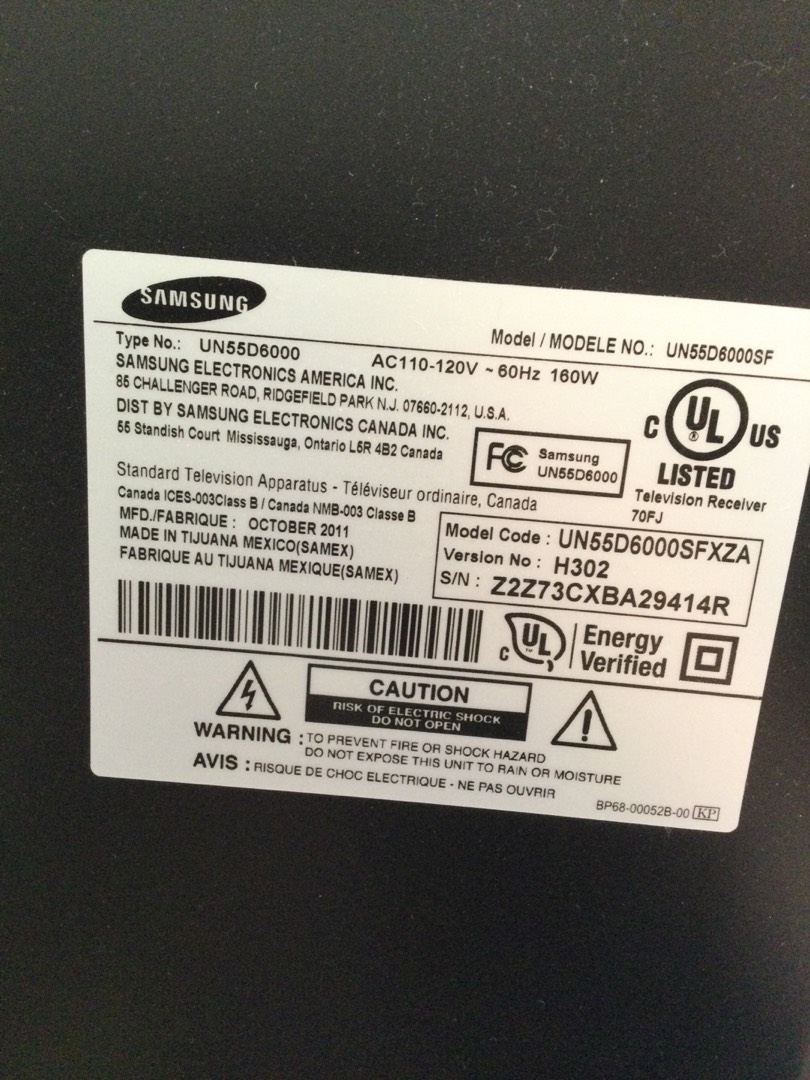 SAMSUNG
Type No.: UN55D6000
Model / MODELE NO.: UN55D6000SF
AC110-120V ~ 60Hz 160W
SAMSUNG ELECTRONICS AMERICA INC.
85 CHALLENGER ROAD, RIDGEFIELD PARK N.J. 07660-2112, U.S.A.
DIST BY SAMSUNG ELECTRONICS CANADA INC.
55 Standish Court Mississauga, Ontario L5R 4B2 Canada
FC Samsung
UN55D6000
C UL US
®
LISTED
Television Receiver
70FJ
Standard Television Apparatus - Téléviseur ordinaire, Canada
Canada ICES-003Class B / Canada NMB-003 Classe B
MFD./FABRIQUE : OCTOBER 2011
MADE IN TIJUANA MEXICO(SAMEX)
FABRIQUE AU TIJUANA MEXIQUE(SAMEX)
Model Code : UN55D6000SFXZA
Version No : H302
S/N : Z2Z73CXBA29414R
c UL ™ Energy
Verified
CAUTION
RISK OF ELECTRIC SHOCK
DO NOT OPEN
WARNING : TO PREVENT FIRE OR SHOCK HAZARD
DO NOT EXPOSE THIS UNIT TO RAIN OR MOISTURE
AVIS : RISQUE DE CHOC ELECTRIQUE - NE PAS OUVRIR
BP68-00052B-00 KP